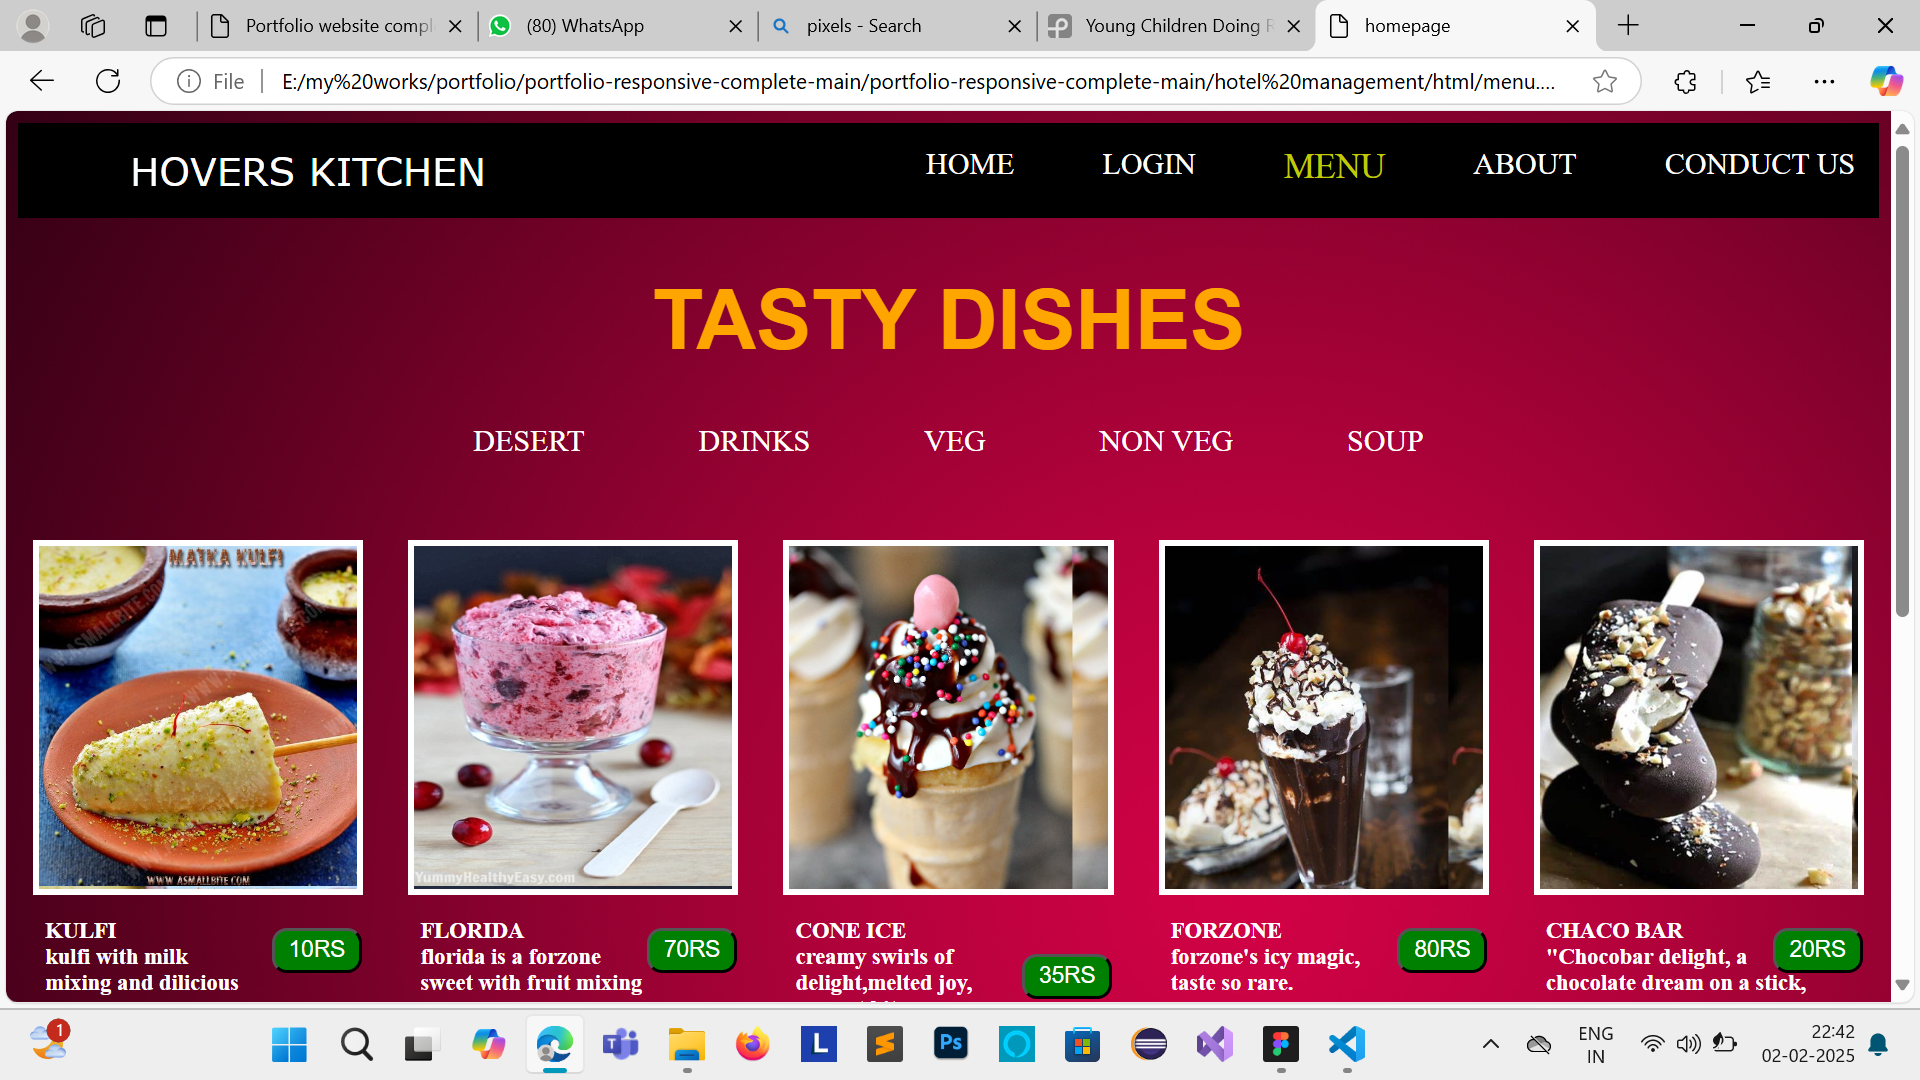 Portfolio website compl
(80) WhatsApp
pixels - Search
Young Children Doing R
homepage
File
E:/my%20works/portfolio/portfolio-responsive-complete-main/portfolio-responsive-complete-main/hotel%20management/html/menu....
HOVERS KITCHEN
HOME
LOGIN
MENU
ABOUT
CONDUCT US
TASTY DISHES
DESERT
DRINKS
VEG
NON VEG
SOUP
MATKA KULFI
WWW.ASMALLBITE.COM
YummyHealthyEasy.com
KULFI
kulfi with milk
mixing and dilicious
10RS
FLORIDA
florida is a forzone
sweet with fruit mixing
70RS
CONE ICE
creamy swirls of
delight,melted joy,
35RS
FORZONE
forzone's icy magic,
taste so rare.
80RS
CHACO BAR
"Chocobar delight, a
chocolate dream on a stick,
20RS
1
T
L
Ps
ENG
IN
22:42
02-02-2025